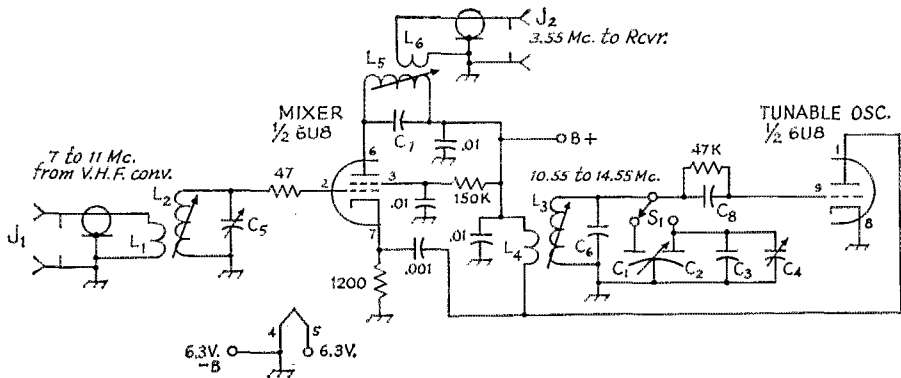 J2
3.55 Mc. to Rcvr.
L6
L5
MIXER
½ 6U8
TUNABLE OSC.
½ 6U8
C7
.01
B+
7 to 11 Mc.
from V.H.F. conv.
6
1
47K
10.55 to 14.55 Mc.
47
L2
2
3
150K
L3
S1
C8
9
J1
L1
C5
.01
7
.01
L4
C6
C1
C2
C3
C4
8
.001
1200
4
5
6.3V.
-B
6.3V.